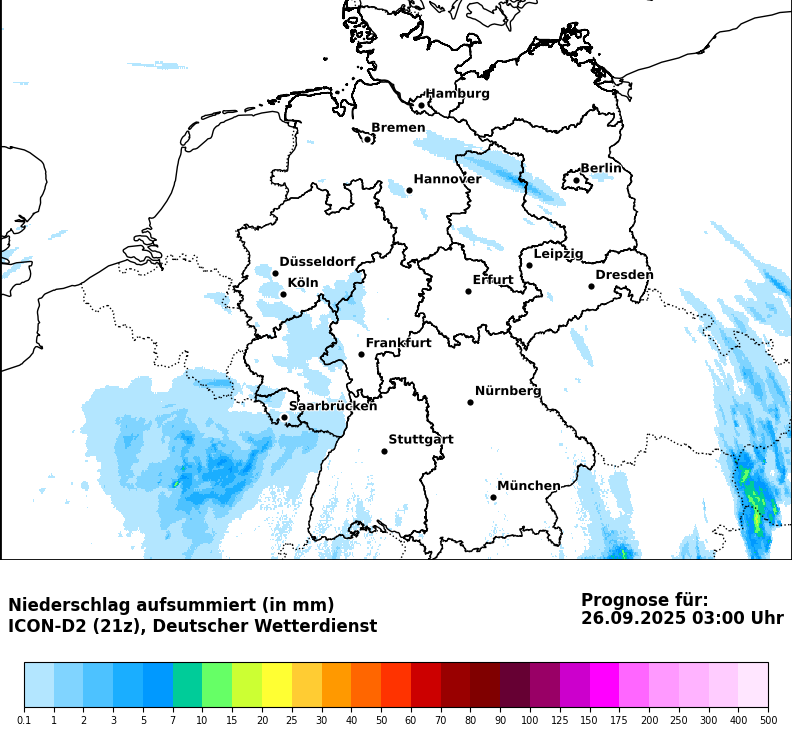 Hamburg
Bremen
Berlin
Hannover
Leipzig
Düsseldorf
Dresden
Köln
Erfurt
Frankfurt
Nürnberg
Saarbrücken
Stuttgart
München
Niederschlag aufsummiert (in mm)
ICON-D2 (21z), Deutscher Wetterdienst
Prognose für:
26.09.2025 03:00 Uhr
0.1 1 2 3 5 7 10 15 20 25 30 40 50 60 70 80 90 100 125 150 175 200 250 300 400 500